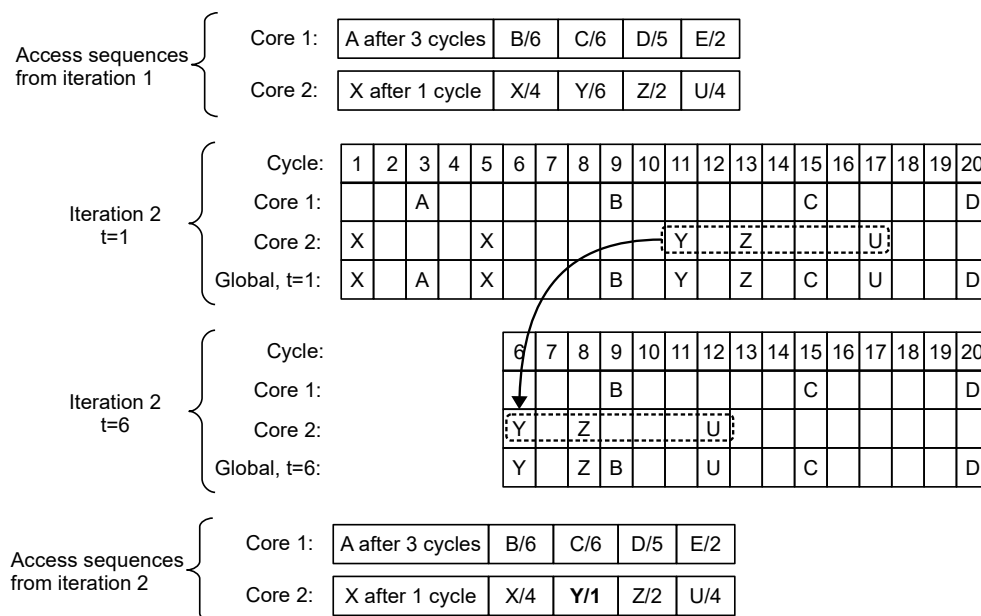 Access sequences
from iteration 1
Core 1: A after 3 cycles B/6 C/6 D/5 E/2
Core 2: X after 1 cycle X/4 Y/6 Z/2 U/4
Iteration 2
t=1
Cycle: 1 2 3 4 5 6 7 8 9 10 11 12 13 14 15 16 17 18 19 20
Core 1: A B C D
Core 2: X X Y Z U
Global, t=1: X A X B Y Z C U D
Iteration 2
t=6
Cycle: 6 7 8 9 10 11 12 13 14 15 16 17 18 19 20
Core 1: B C D
Core 2: Y Z U
Global, t=6: Y Z B U C D
Access sequences
from iteration 2
Core 1: A after 3 cycles B/6 C/6 D/5 E/2
Core 2: X after 1 cycle X/4 Y/1 Z/2 U/4